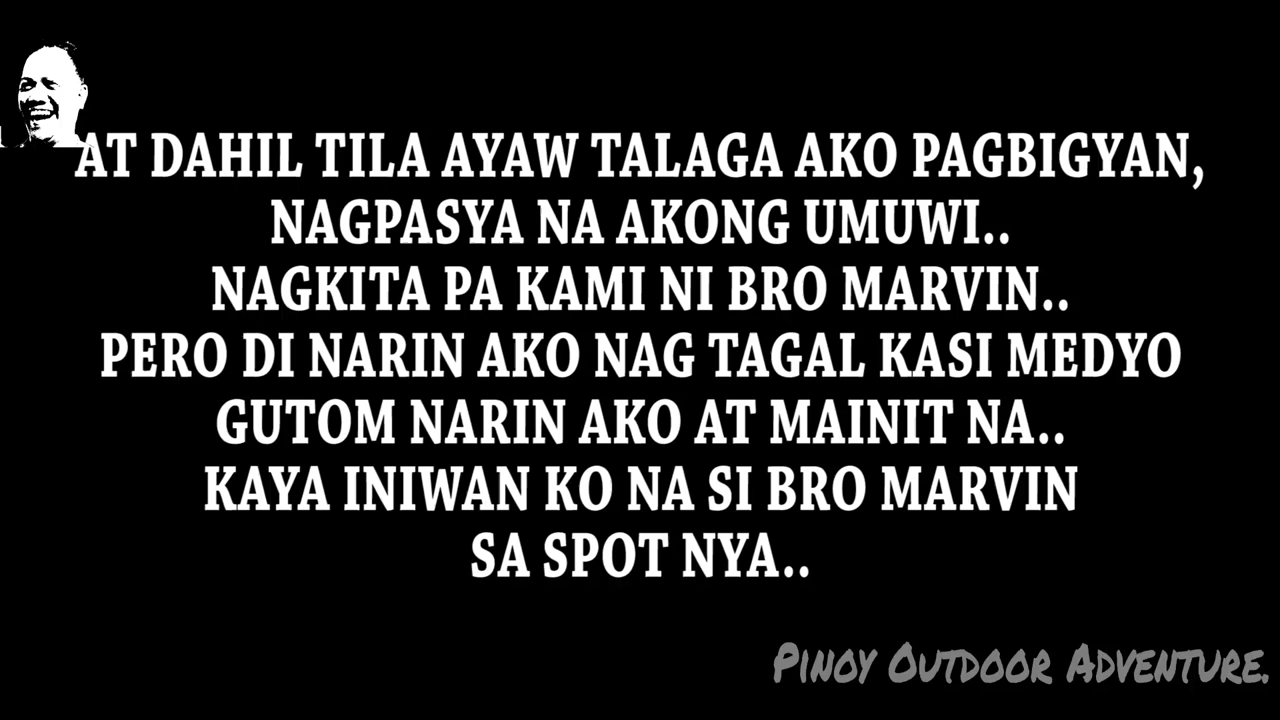 AT DAHIL TILA AYAW TALAGA AKO PAGBIGYAN,
NAGPASYA NA AKONG UMUWI..
NAGKITA PA KAMI NI BRO MARVIN..
PERO DI NARIN AKO NAG TAGAL KASI MEDYO
GUTOM NARIN AKO AT MAINIT NA..
KAYA INIWAN KO NA SI BRO MARVIN
SA SPOT NYA..
PINOY OUTDOOR ADVENTURE.